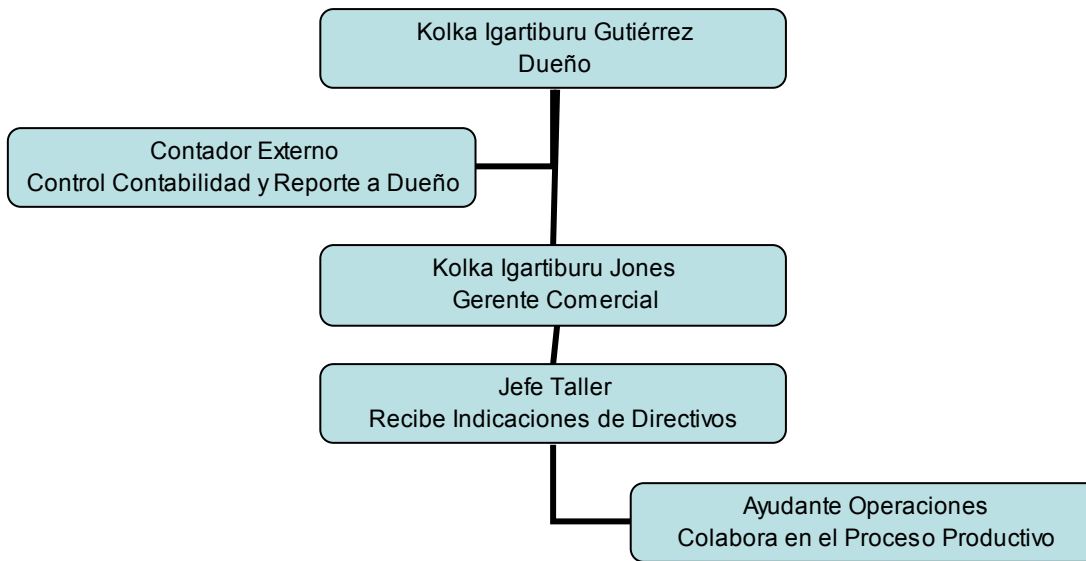 Kolka Igartiburu Gutiérrez
Dueño
Contador Externo
Control Contabilidad y Reporte a Dueño
Kolka Igartiburu Jones
Gerente Comercial
Jefe Taller
Recibe Indicaciones de Directivos
Ayudante Operaciones
Colabora en el Proceso Productivo